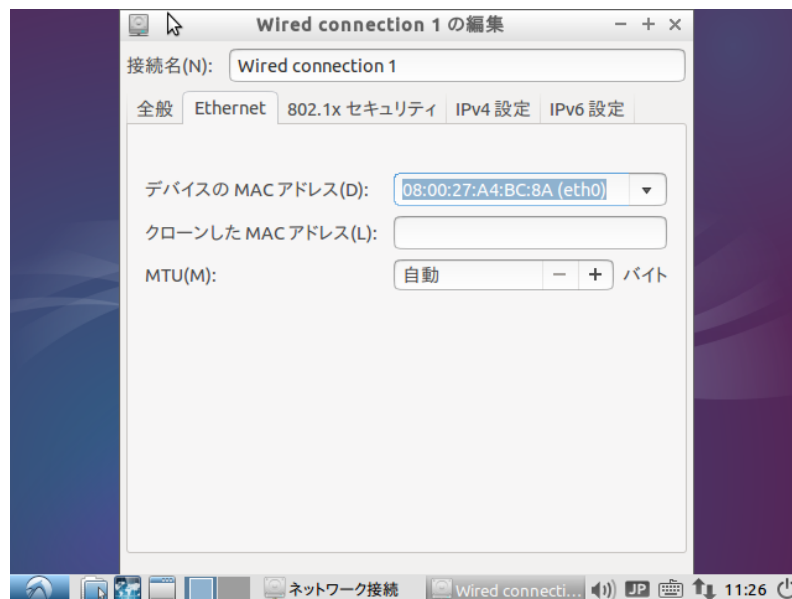 Wired connection 1 の編集
接続名(N): Wired connection 1
全般 Ethernet 802.1x セキュリティ IPv4 設定 IPv6 設定
デバイスの MAC アドレス(D): 08:00:27:A4:BC:8A (eth0)
クローンした MAC アドレス(L):
MTU(M): 自動 − + バイト
ネットワーク接続 Wired connecti... JP 11:26